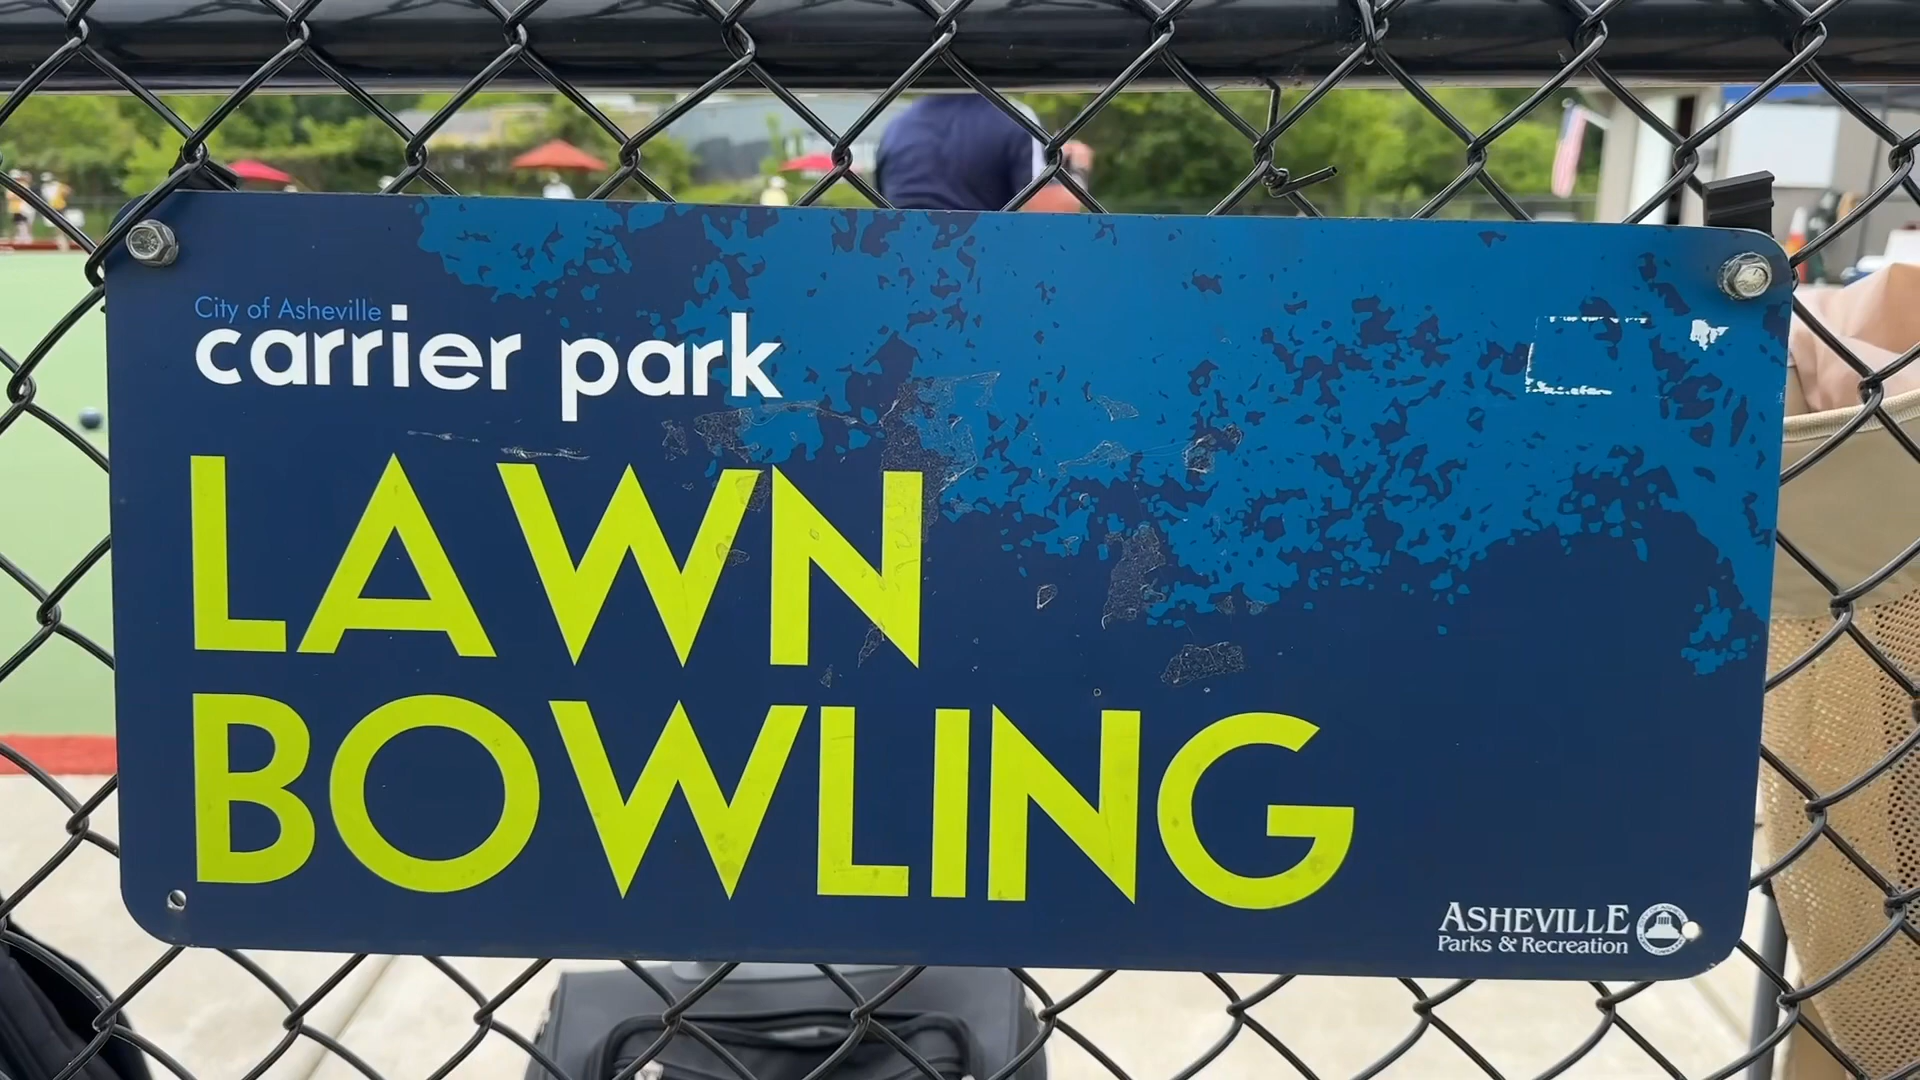 City of Asheville
carrier park
LAWN
BOWLING
ASHEVILLE
Parks & Recreation